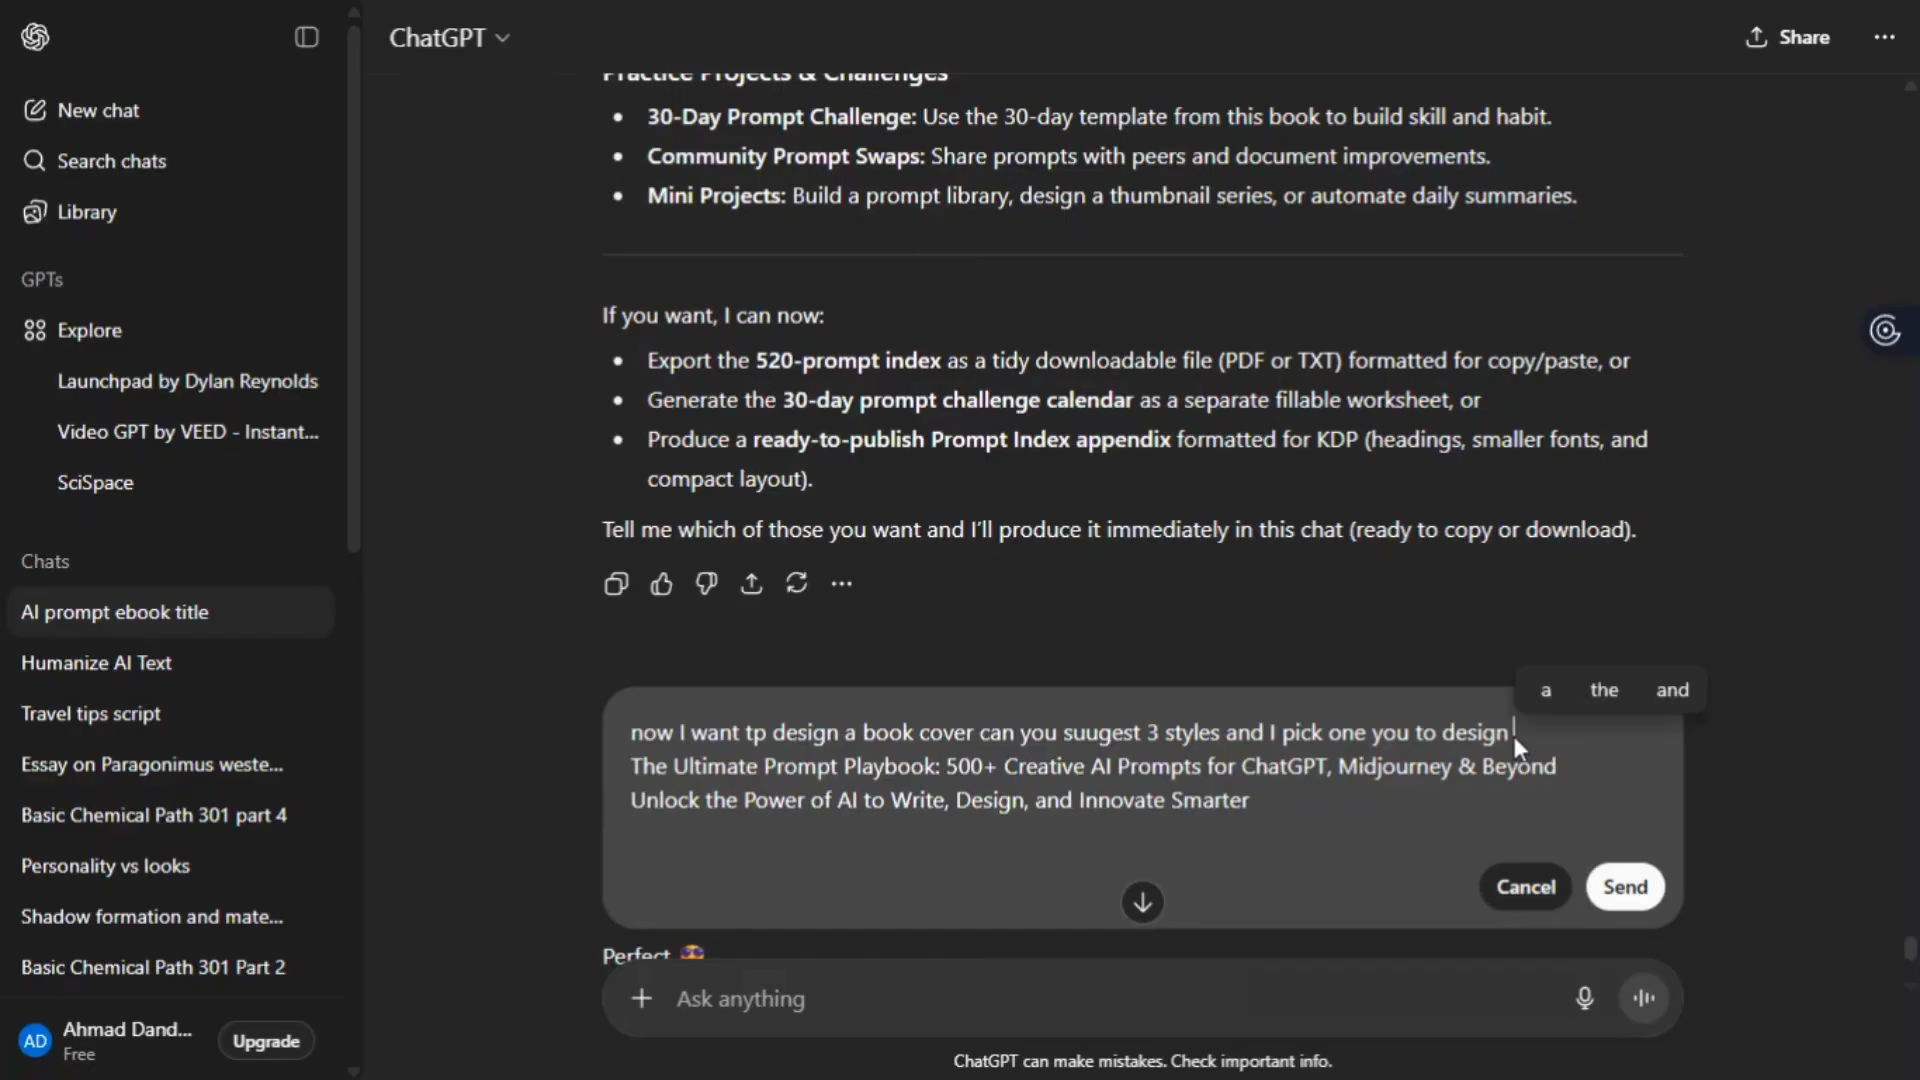 ChatGPT
Share
New chat
Search chats
Library
GPTs
Explore
Launchpad by Dylan Reynolds
Video GPT by VEED - Instant...
SciSpace
Chats
AI prompt ebook title
Humanize AI Text
Travel tips script
Essay on Paragonimus weste...
Basic Chemical Path 301 part 4
Personality vs looks
Shadow formation and mate...
Basic Chemical Path 301 Part 2
AD
Ahmad Dand...
Free
Upgrade
Practice Projects & Challenges
• 30-Day Prompt Challenge: Use the 30-day template from this book to build skill and habit.
• Community Prompt Swaps: Share prompts with peers and document improvements.
• Mini Projects: Build a prompt library, design a thumbnail series, or automate daily summaries.
If you want, I can now:
• Export the 520-prompt index as a tidy downloadable file (PDF or TXT) formatted for copy/paste, or
• Generate the 30-day prompt challenge calendar as a separate fillable worksheet, or
• Produce a ready-to-publish Prompt Index appendix formatted for KDP (headings, smaller fonts, and
compact layout).
Tell me which of those you want and I'll produce it immediately in this chat (ready to copy or download).
a the and
now I want tp design a book cover can you suugest 3 styles and I pick one you to design
The Ultimate Prompt Playbook: 500+ Creative AI Prompts for ChatGPT, Midjourney & Beyond
Unlock the Power of AI to Write, Design, and Innovate Smarter
Cancel
Send
Perfect
Ask anything
ChatGPT can make mistakes. Check important info.